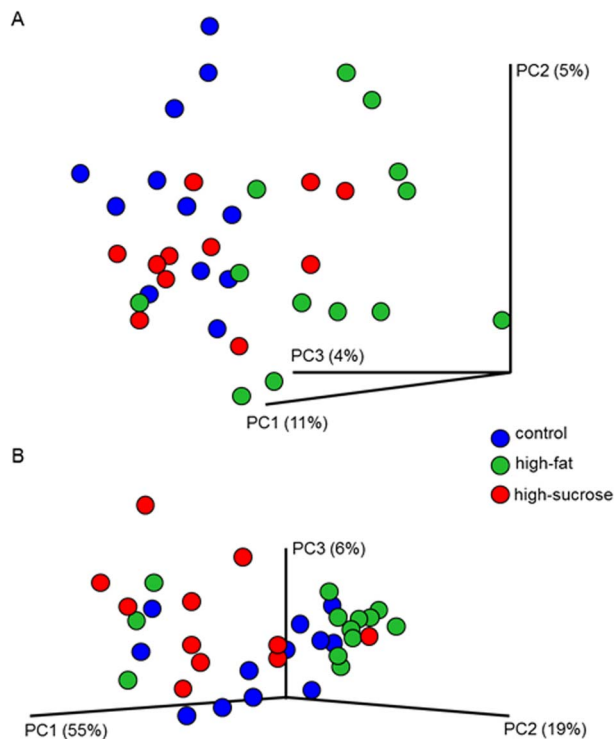 A
PC2 (5%)
PC3 (4%)
PC1 (11%)
control
high-fat
high-sucrose
B
PC3 (6%)
PC1 (55%)
PC2 (19%)